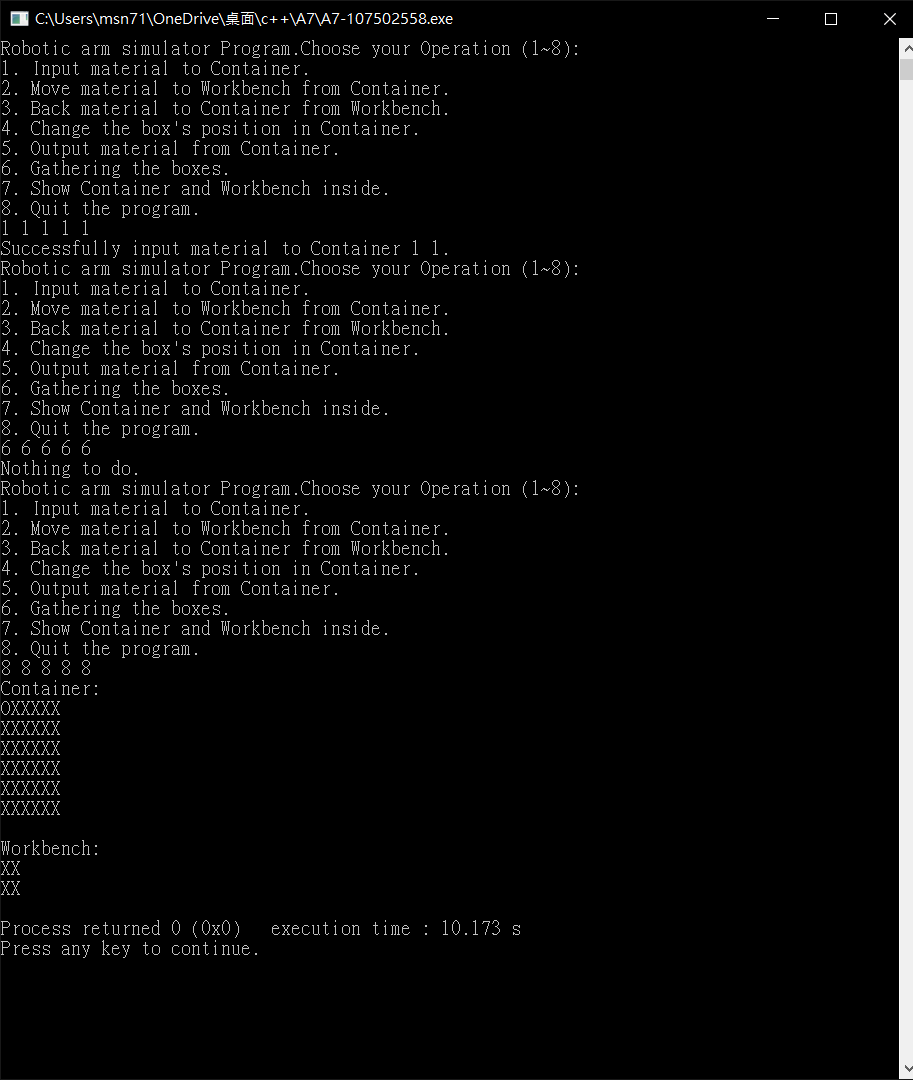 C:\Users\msn71\OneDrive\桌面\c++\A7\A7-107502558.exe
Robotic arm simulator Program.Choose your Operation (1~8):
1. Input material to Container.
2. Move material to Workbench from Container.
3. Back material to Container from Workbench.
4. Change the box's position in Container.
5. Output material from Container.
6. Gathering the boxes.
7. Show Container and Workbench inside.
8. Quit the program.
1 1 1 1 1
Successfully input material to Container 1 1.
Robotic arm simulator Program.Choose your Operation (1~8):
1. Input material to Container.
2. Move material to Workbench from Container.
3. Back material to Container from Workbench.
4. Change the box's position in Container.
5. Output material from Container.
6. Gathering the boxes.
7. Show Container and Workbench inside.
8. Quit the program.
6 6 6 6 6
Nothing to do.
Robotic arm simulator Program.Choose your Operation (1~8):
1. Input material to Container.
2. Move material to Workbench from Container.
3. Back material to Container from Workbench.
4. Change the box's position in Container.
5. Output material from Container.
6. Gathering the boxes.
7. Show Container and Workbench inside.
8. Quit the program.
8 8 8 8 8
Container:
OXXXXX
XXXXXX
XXXXXX
XXXXXX
XXXXXX
XXXXXX
Workbench:
XX
XX
Process returned 0 (0x0)   execution time : 10.173 s
Press any key to continue.